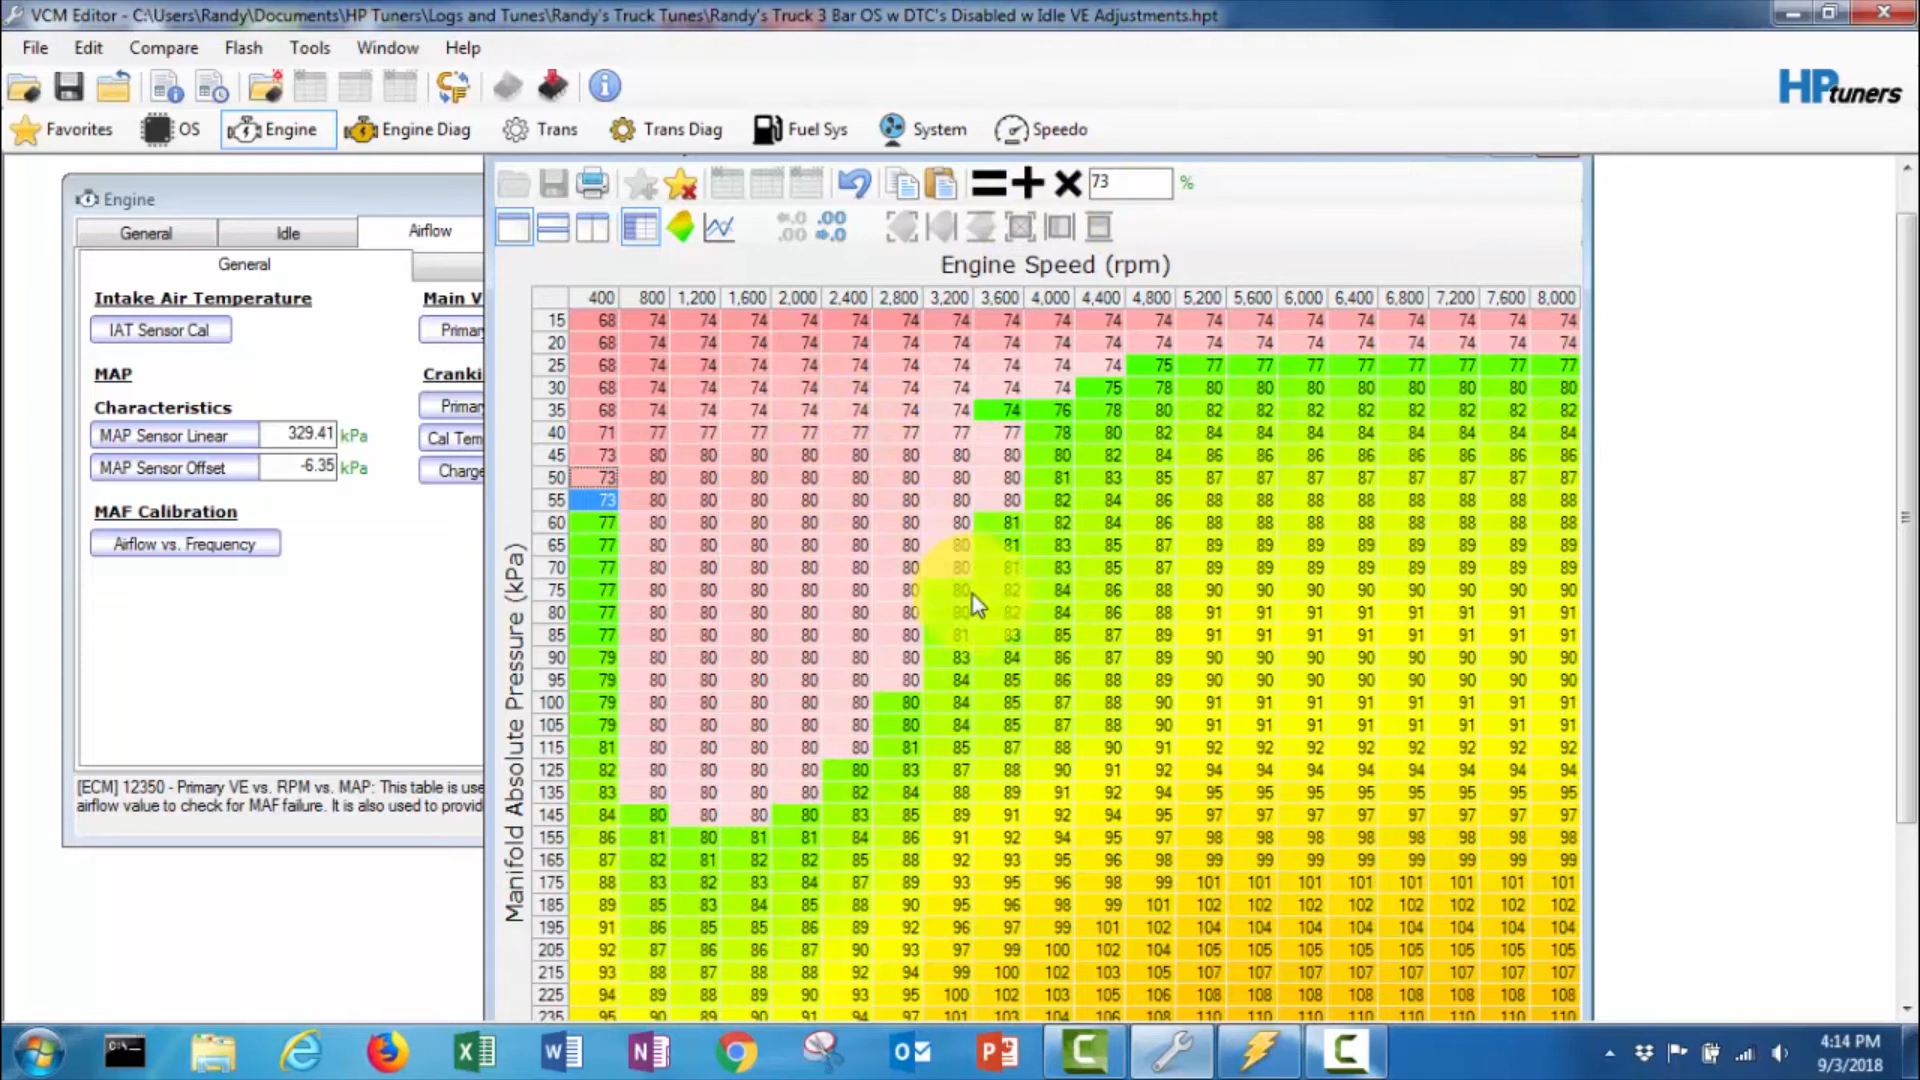 VCM Editor - C:\Users\Randy\Documents\HP Tuners\Logs and Tunes\Randy's Truck Tunes\Randy's Truck 3 Bar OS w DTC's Disabled w Idle VE Adjustments.hpt
File Edit Compare Flash Tools Window Help
HPtuners
Favorites OS Engine Engine Diag Trans Trans Diag Fuel Sys System Speedo
Engine
General Idle Airflow
General
Intake Air Temperature
IAT Sensor Cal
Main V
Primary
MAP
Characteristics
MAP Sensor Linear 329.41 kPa
MAP Sensor Offset -6.35 kPa
Cranki
Primar
Cal Tem
Charge
MAF Calibration
Airflow vs. Frequency
[ECM] 12350 - Primary VE vs. RPM vs. MAP: This table is use
airflow value to check for MAF failure. It is also used to provid
73 %
Engine Speed (rpm)
Manifold Absolute Pressure (kPa)
400 800 1,200 1,600 2,000 2,400 2,800 3,200 3,600 4,000 4,400 4,800 5,200 5,600 6,000 6,400 6,800 7,200 7,600 8,000
15 68 74 74 74 74 74 74 74 74 74 74 74 74 74 74 74 74 74 74 74
20 68 74 74 74 74 74 74 74 74 74 74 74 74 74 74 74 74 74 74 74
25 68 74 74 74 74 74 74 74 74 74 74 75 77 77 77 77 77 77 77 77
30 68 74 74 74 74 74 74 74 74 74 75 78 80 80 80 80 80 80 80 80
35 68 74 74 74 74 74 74 74 74 76 78 80 82 82 82 82 82 82 82 82
40 71 77 77 77 77 77 77 77 77 78 80 82 84 84 84 84 84 84 84 84
45 73 80 80 80 80 80 80 80 80 80 82 84 86 86 86 86 86 86 86 86
50 73 80 80 80 80 80 80 80 80 81 83 85 87 87 87 87 87 87 87 87
55 73 80 80 80 80 80 80 80 80 82 84 86 88 88 88 88 88 88 88 88
60 77 80 80 80 80 80 80 80 81 82 84 86 88 88 88 88 88 88 88 88
65 77 80 80 80 80 80 80 80 81 83 85 87 89 89 89 89 89 89 89 89
70 77 80 80 80 80 80 80 80 81 83 85 87 89 89 89 89 89 89 89 89
75 77 80 80 80 80 80 80 80 82 84 86 88 90 90 90 90 90 90 90 90
80 77 80 80 80 80 80 80 80 82 84 86 88 91 91 91 91 91 91 91 91
85 77 80 80 80 80 80 80 81 83 85 87 89 91 91 91 91 91 91 91 91
90 79 80 80 80 80 80 80 83 84 86 87 89 90 90 90 90 90 90 90 90
95 79 80 80 80 80 80 80 84 85 86 88 89 90 90 90 90 90 90 90 90
100 79 80 80 80 80 80 80 84 85 87 88 90 91 91 91 91 91 91 91 91
105 79 80 80 80 80 80 80 84 85 87 88 90 91 91 91 91 91 91 91 91
115 81 80 80 80 80 80 81 85 87 88 90 91 92 92 92 92 92 92 92 92
125 82 80 80 80 80 80 83 87 88 90 91 92 94 94 94 94 94 94 94 94
135 83 80 80 80 80 82 84 88 89 91 92 94 95 95 95 95 95 95 95 95
145 84 80 80 80 80 83 85 89 91 92 94 95 97 97 97 97 97 97 97 97
155 86 81 80 81 81 84 86 91 92 94 95 97 98 98 98 98 98 98 98 98
165 87 82 81 82 82 85 88 92 93 95 96 98 99 99 99 99 99 99 99 99
175 88 83 82 83 84 87 89 93 95 96 98 99 101 101 101 101 101 101 101 101
185 89 85 83 84 85 88 90 95 96 98 99 101 102 102 102 102 102 102 102 102
195 91 86 85 85 86 89 92 96 97 99 101 102 104 104 104 104 104 104 104 104
205 92 87 86 86 87 90 93 97 99 100 102 104 105 105 105 105 105 105 105 105
215 93 88 87 88 88 92 94 99 100 102 103 105 107 107 107 107 107 107 107 107
225 94 89 88 89 90 93 95 100 102 103 105 106 108 108 108 108 108 108 108 108
235 95 90 89 90 91 94 97 101 103 104 106 108 110 110 110 110 110 110 110 110
4:14 PM
9/3/2018